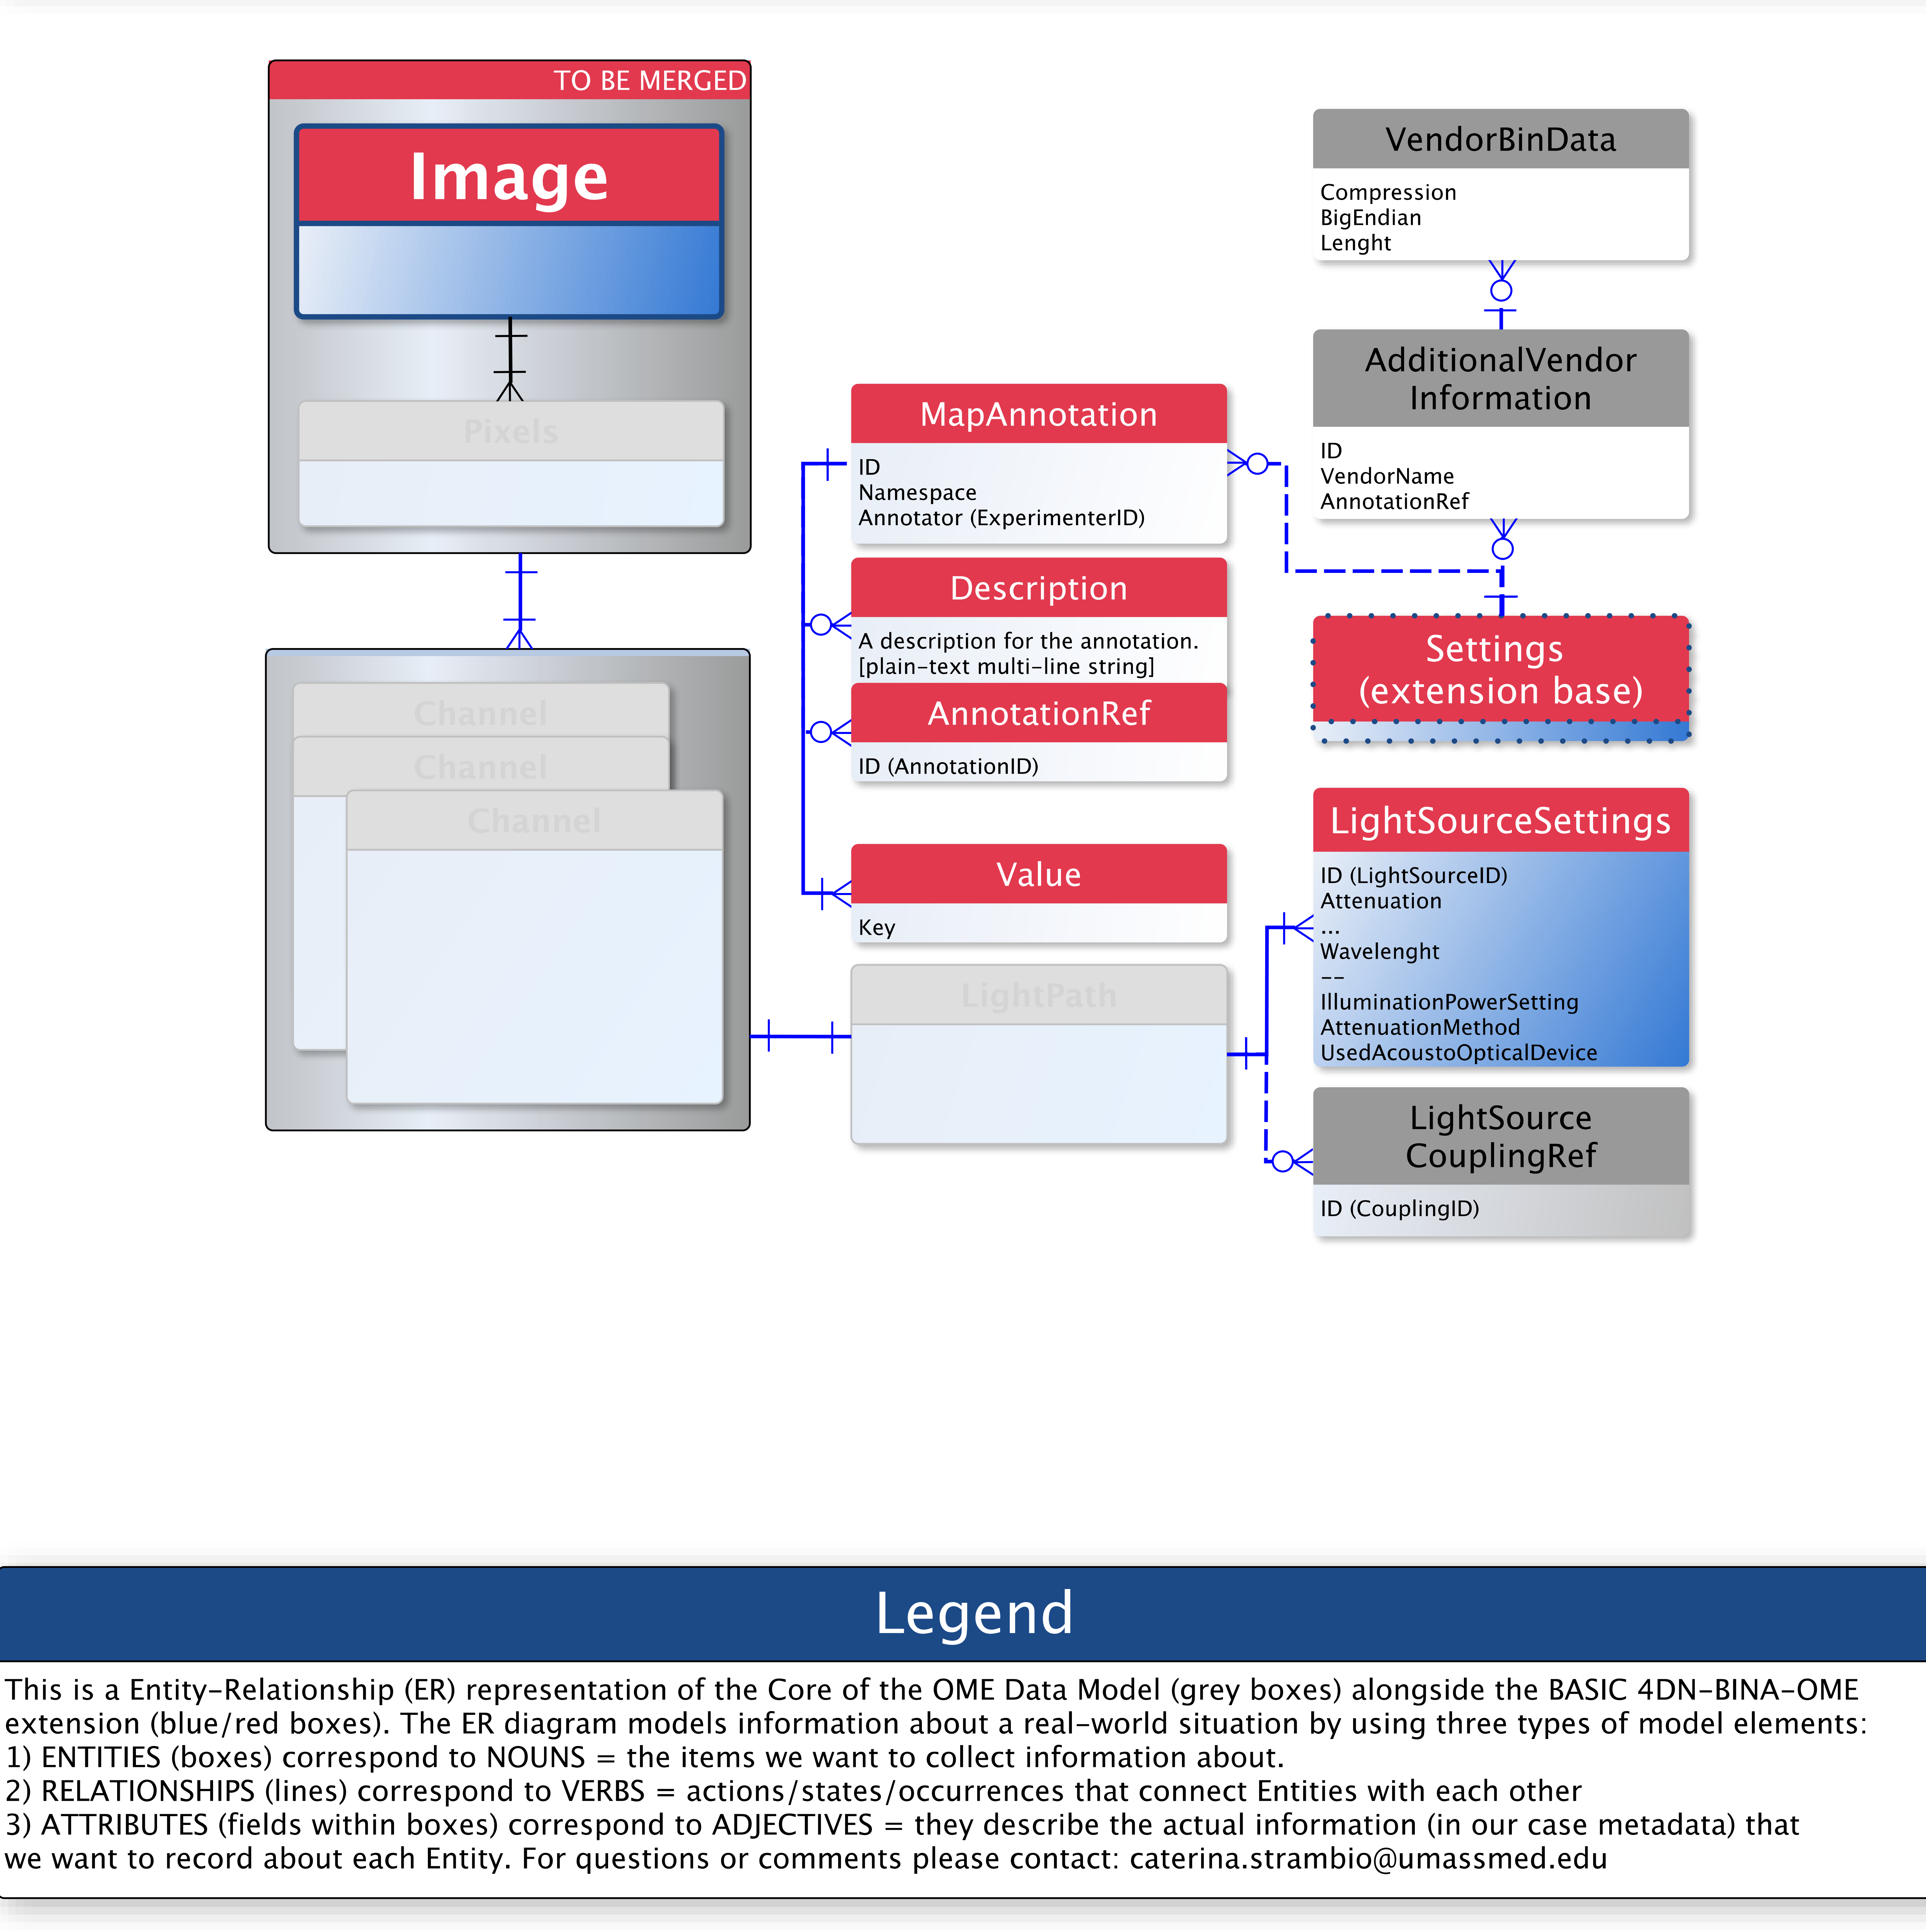 TO BE MERGED
Image
Pixels
Channel
Channel
Channel
MapAnnotation
ID
Namespace
Annotator (ExperimenterID)
Description
A description for the annotation.
[plain-text multi-line string]
AnnotationRef
ID (AnnotationID)
Value
Key
LightPath
VendorBinData
Compression
BigEndian
Lenght
AdditionalVendor
Information
ID
VendorName
AnnotationRef
Settings
(extension base)
LightSourceSettings
ID (LightSourceID)
Attenuation
...
Wavelenght
--
IlluminationPowerSetting
AttenuationMethod
UsedAcoustoOpticalDevice
LightSource
CouplingRef
ID (CouplingID)
Legend
This is a Entity-Relationship (ER) representation of the Core of the OME Data Model (grey boxes) alongside the BASIC 4DN-BINA-OME
extension (blue/red boxes). The ER diagram models information about a real-world situation by using three types of model elements:
1) ENTITIES (boxes) correspond to NOUNS = the items we want to collect information about.
2) RELATIONSHIPS (lines) correspond to VERBS = actions/states/occurrences that connect Entities with each other
3) ATTRIBUTES (fields within boxes) correspond to ADJECTIVES = they describe the actual information (in our case metadata) that
we want to record about each Entity. For questions or comments please contact: caterina.strambio@umassmed.edu